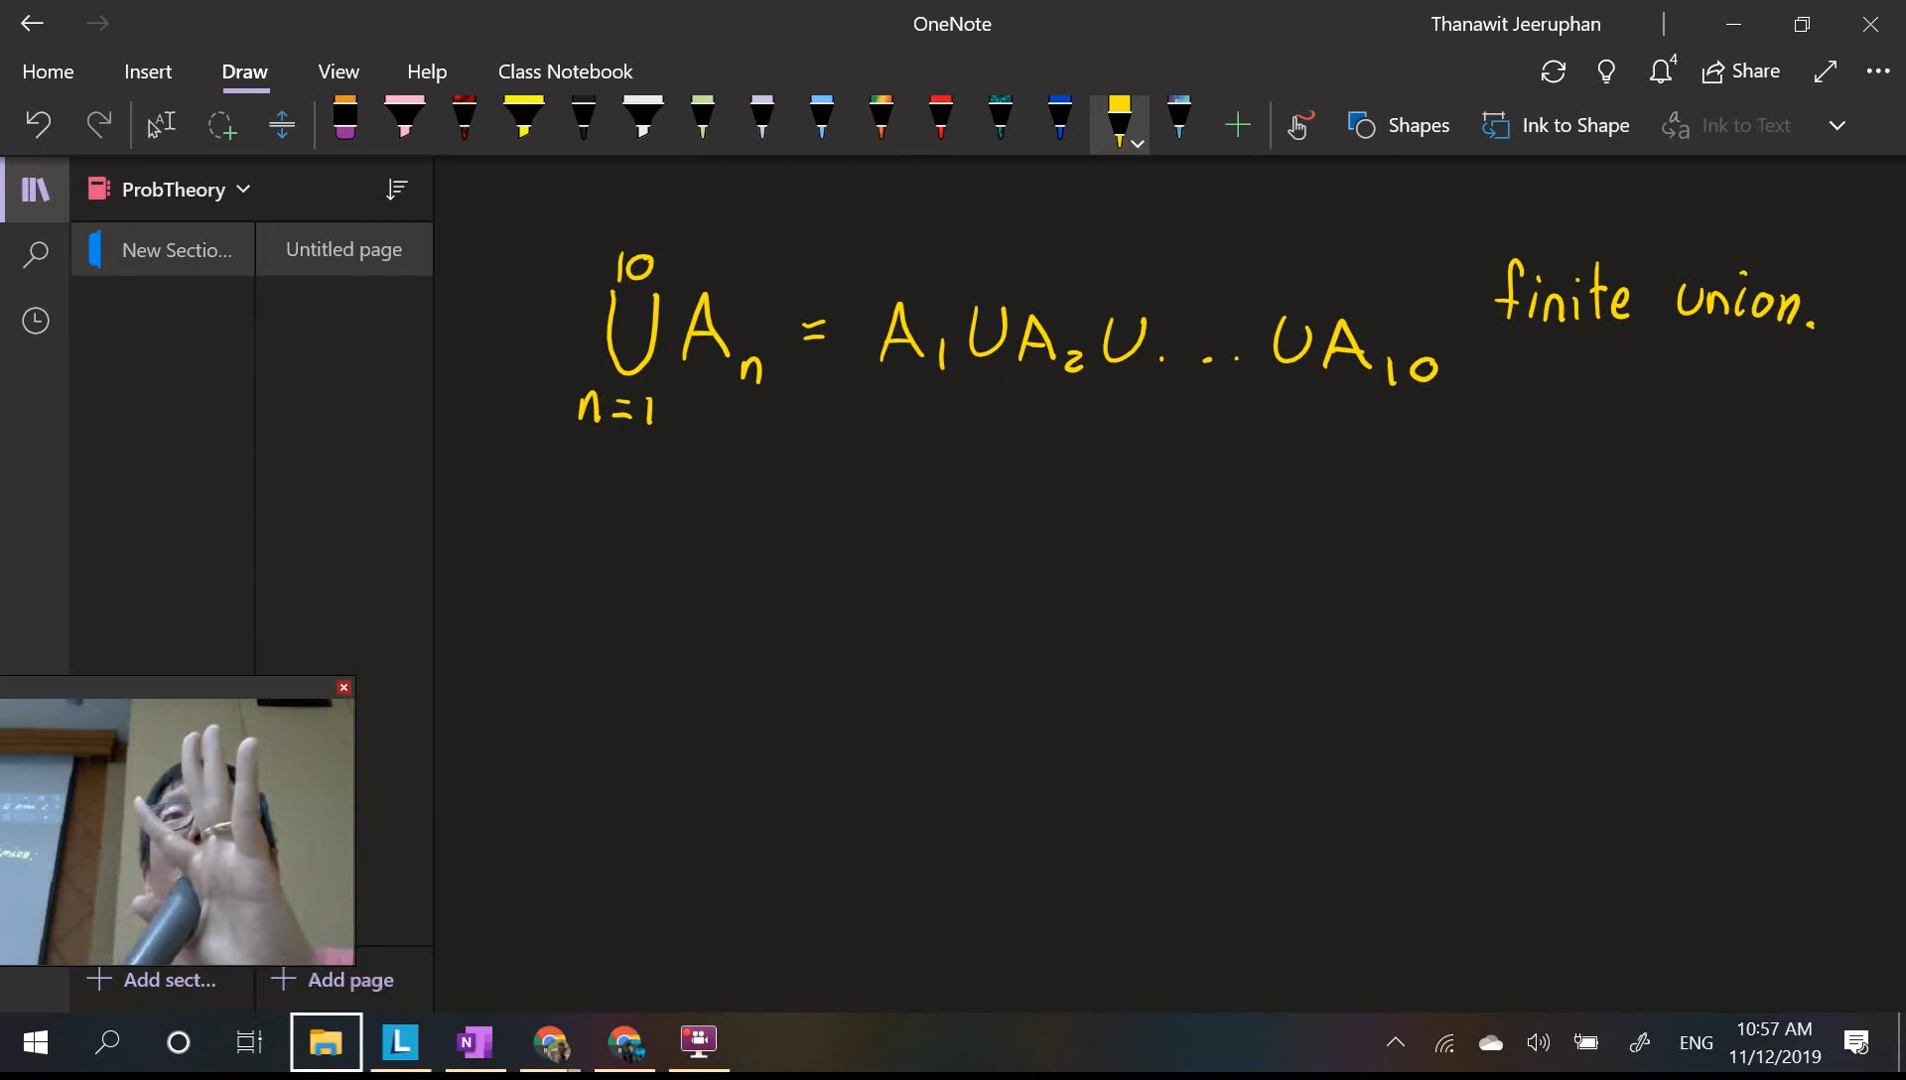 OneNote
Thanawit Jeeruphan
Home Insert Draw View Help Class Notebook
4
Share
Shapes
Ink to Shape
Ink to Text
ProbTheory
New Sectio...
Untitled page
10
⋃ Aₙ = A₁ ∪ A₂ ∪ . . . ∪ A₁₀
n = 1
finite union.
Add sect...
Add page
ENG
10:57 AM
11/12/2019